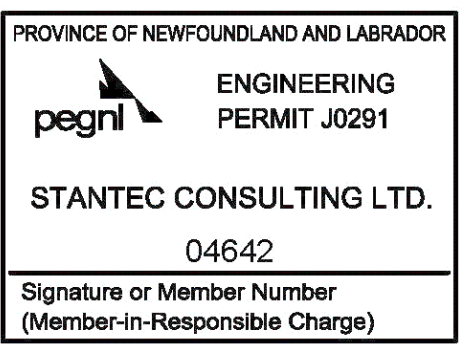 PROVINCE OF NEWFOUNDLAND AND LABRADOR
pegnl
ENGINEERING
PERMIT J0291
STANTEC CONSULTING LTD.
04642
Signature or Member Number
(Member-in-Responsible Charge)